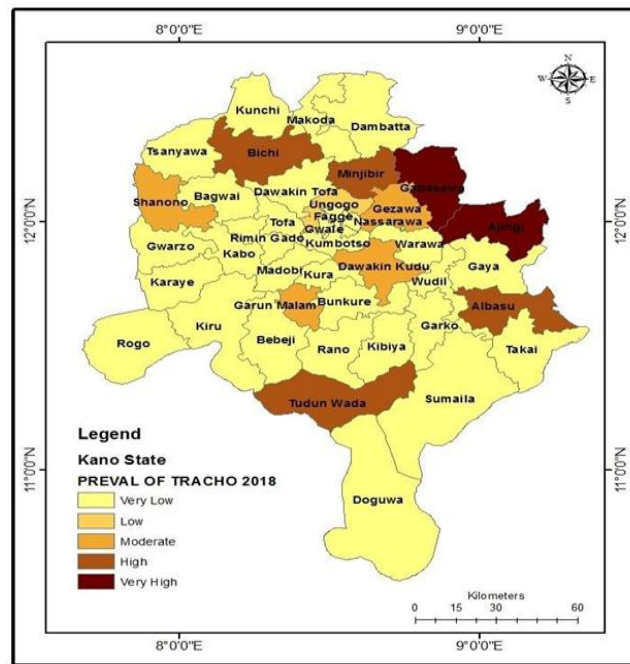 8°0'0"E 9°0'0"E
N
W E
S
Kunchi
Makoda
Dambatta
Tsanyawa
Bichi
Minjibir
Gabasawa
Shanono
Bagwai
Dawakin Tofa
Ungogo
Gezawa
Ajingi
12°0'0"N 12°0'0"N
Tofa
Fagge
Nassarawa
Gwale
Gwarzo
Rimin Gado
Kumbotso
Warawa
Kabo
Gaya
Madobi
Kura
Dawakin Kudu
Wudil
Karaye
Garun Malam
Bunkure
Albasu
Rogo
Kiru
Bebeji
Rano
Kibiya
Garko
Takai
Tudun Wada
Sumaila
Legend
Kano State
PREVAL OF TRACHO 2018
Very Low
Low
Moderate
High
Very High
11°0'0"N 11°0'0"N
Doguwa
Kilometers
0 15 30 45 60
8°0'0"E 9°0'0"E